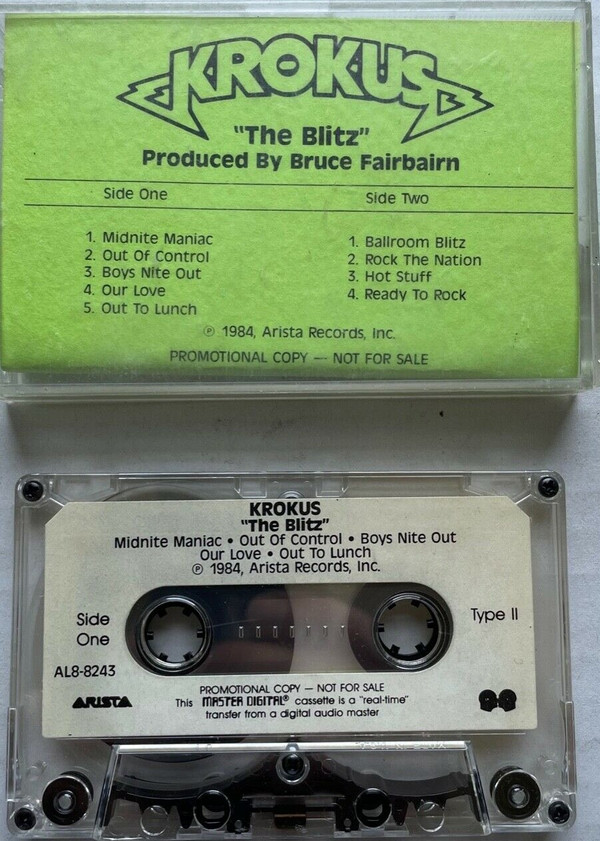 KROKUS
"The Blitz"
Produced By Bruce Fairbairn
Side One
Side Two
1. Midnite Maniac
2. Out Of Control
3. Boys Nite Out
4. Our Love
5. Out To Lunch
1. Ballroom Blitz
2. Rock The Nation
3. Hot Stuff
4. Ready To Rock
℗ 1984, Arista Records, Inc.
PROMOTIONAL COPY — NOT FOR SALE
KROKUS
"The Blitz"
Midnite Maniac • Out Of Control • Boys Nite Out
Our Love • Out To Lunch
℗ 1984, Arista Records, Inc.
Side
One
Type II
AL8-8243
ARISTA
PROMOTIONAL COPY — NOT FOR SALE
This MASTER DIGITAL® cassette is a "real-time"
transfer from a digital audio master